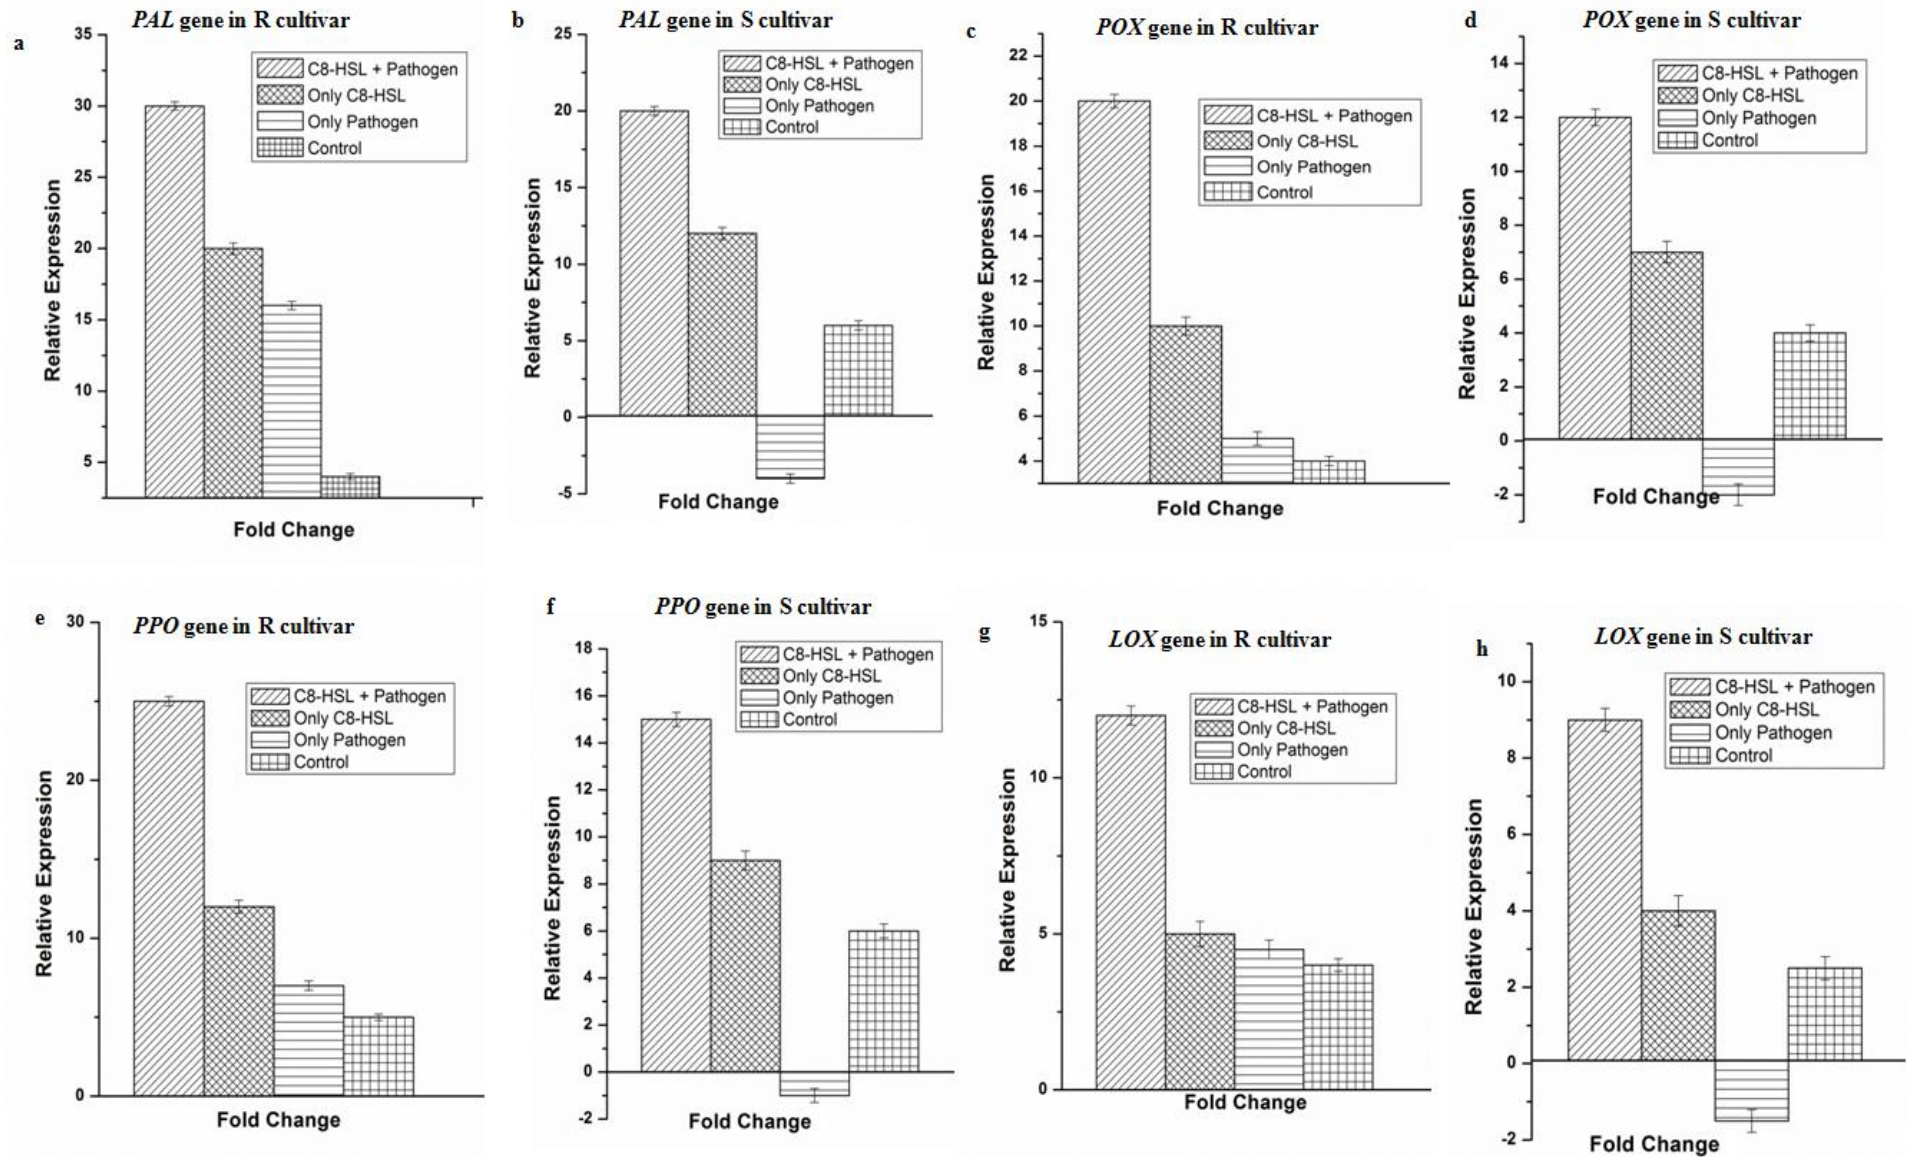 a
PAL gene in R cultivar
35
30
25
20
15
10
5
Relative Expression
C8-HSL + Pathogen
Only C8-HSL
Only Pathogen
Control
Fold Change
b
PAL gene in S cultivar
25
20
15
10
5
0
-5
Relative Expression
C8-HSL + Pathogen
Only C8-HSL
Only Pathogen
Control
Fold Change
c
POX gene in R cultivar
22
20
18
16
14
12
10
8
6
4
Relative Expression
C8-HSL + Pathogen
Only C8-HSL
Only Pathogen
Control
Fold Change
d
POX gene in S cultivar
14
12
10
8
6
4
2
0
-2
Relative Expression
C8-HSL + Pathogen
Only C8-HSL
Only Pathogen
Control
Fold Change
e
PPO gene in R cultivar
30
20
10
0
Relative Expression
C8-HSL + Pathogen
Only C8-HSL
Only Pathogen
Control
Fold Change
f
PPO gene in S cultivar
18
16
14
12
10
8
6
4
2
0
-2
Relative Expression
C8-HSL + Pathogen
Only C8-HSL
Only Pathogen
Control
Fold Change
g
LOX gene in R cultivar
15
10
5
0
Relative Expression
C8-HSL + Pathogen
Only C8-HSL
Only Pathogen
Control
Fold Change
h
LOX gene in S cultivar
10
8
6
4
2
0
-2
Relative Expression
C8-HSL + Pathogen
Only C8-HSL
Only Pathogen
Control
Fold Change